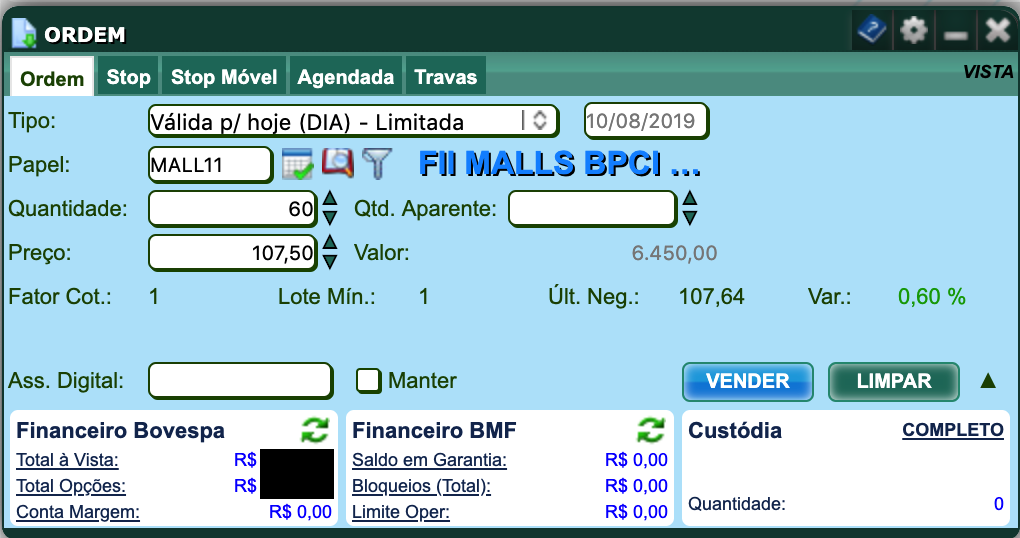 ORDEM
Ordem Stop Stop Móvel Agendada Travas VISTA
Tipo: Válida p/ hoje (DIA) - Limitada 10/08/2019
Papel: MALL11 FII MALLS BPCI ...
Quantidade: 60 Qtd. Aparente:
Preço: 107,50 Valor: 6.450,00
Fator Cot.: 1 Lote Mín.: 1 Últ. Neg.: 107,64 Var.: 0,60 %
Ass. Digital: Manter VENDER LIMPAR
Financeiro Bovespa
Total à Vista: R$
Total Opções: R$
Conta Margem: R$ 0,00
Financeiro BMF
Saldo em Garantia: R$ 0,00
Bloqueios (Total): R$ 0,00
Limite Oper: R$ 0,00
Custódia COMPLETO
Quantidade: 0